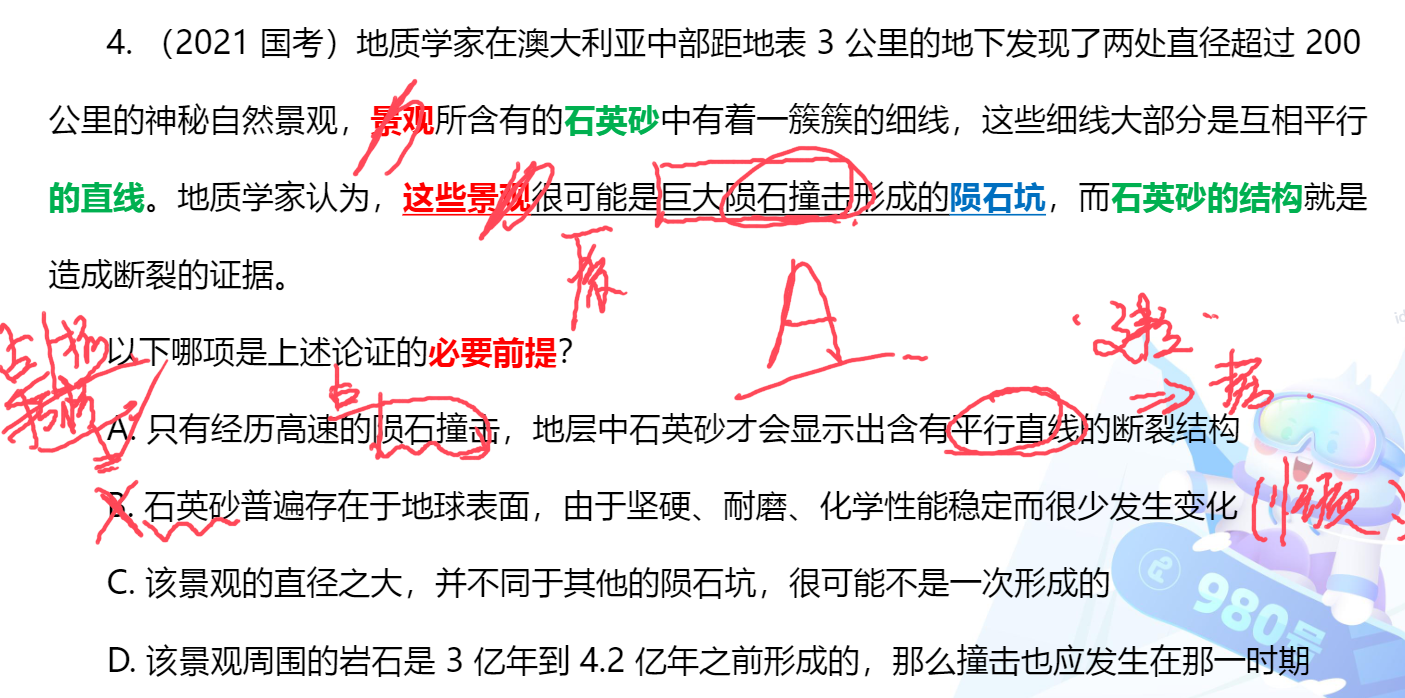 4. （2021 国考）地质学家在澳大利亚中部距地表 3 公里的地下发现了两处直径超过 200
公里的神秘自然景观，景观所含有的石英砂中有着一簇簇的细线，这些细线大部分是互相平行
的直线。地质学家认为，这些景观很可能是巨大陨石撞击形成的陨石坑，而石英砂的结构就是
造成断裂的证据。
A
以下哪项是上述论证的必要前提？
A. 只有经历高速的陨石撞击，地层中石英砂才会显示出含有平行直线的断裂结构
B. 石英砂普遍存在于地球表面，由于坚硬、耐磨、化学性能稳定而很少发生变化
C. 该景观的直径之大，并不同于其他的陨石坑，很可能不是一次形成的
980号
D. 该景观周围的岩石是 3 亿年到 4.2 亿年之前形成的，那么撞击也应发生在那一时期